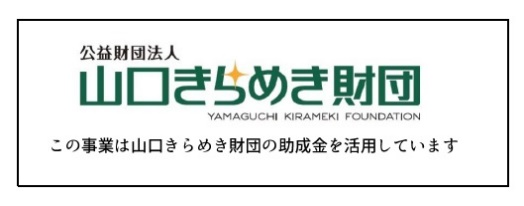 公益財団法人
山口きらめき財団
YAMAGUCHI KIRAMEKI FOUNDATION
この事業は山口きらめき財団の助成金を活用しています